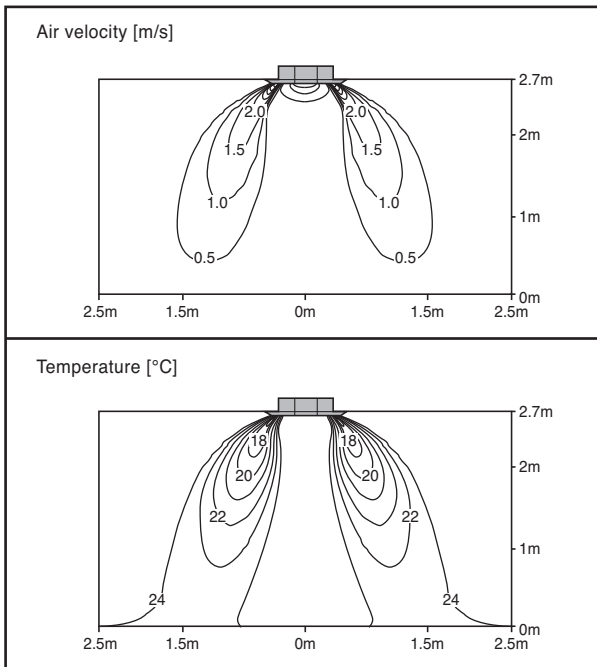 Air velocity [m/s]
2.7m
2.0 2.0
2m
1.5 1.5
1.0 1.0
1m
0.5 0.5
0m
2.5m 1.5m 0m 1.5m 2.5m
Temperature [°C]
2.7m
18 18
2m
20 20
22 22
1m
24 24
0m
2.5m 1.5m 0m 1.5m 2.5m